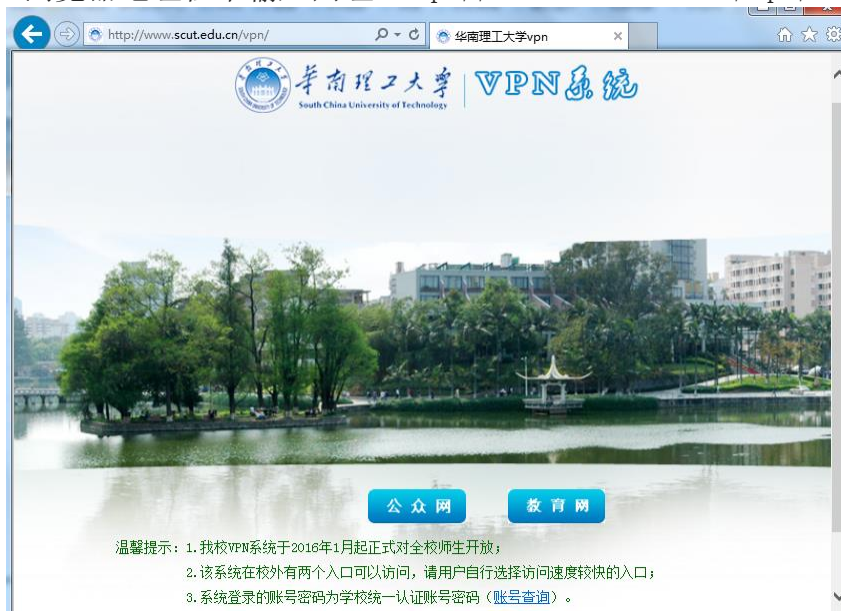 http://www.scut.edu.cn/vpn/
华南理工大学vpn
华南理工大学
VPN系统
South China University of Technology
公众网
教育网
温馨提示：1.我校VPN系统于2016年1月起正式对全校师生开放；
2.该系统在校外有两个入口可以访问，请用户自行选择访问速度较快的入口；
3.系统登录的账号密码为学校统一认证账号密码（账号查询）。